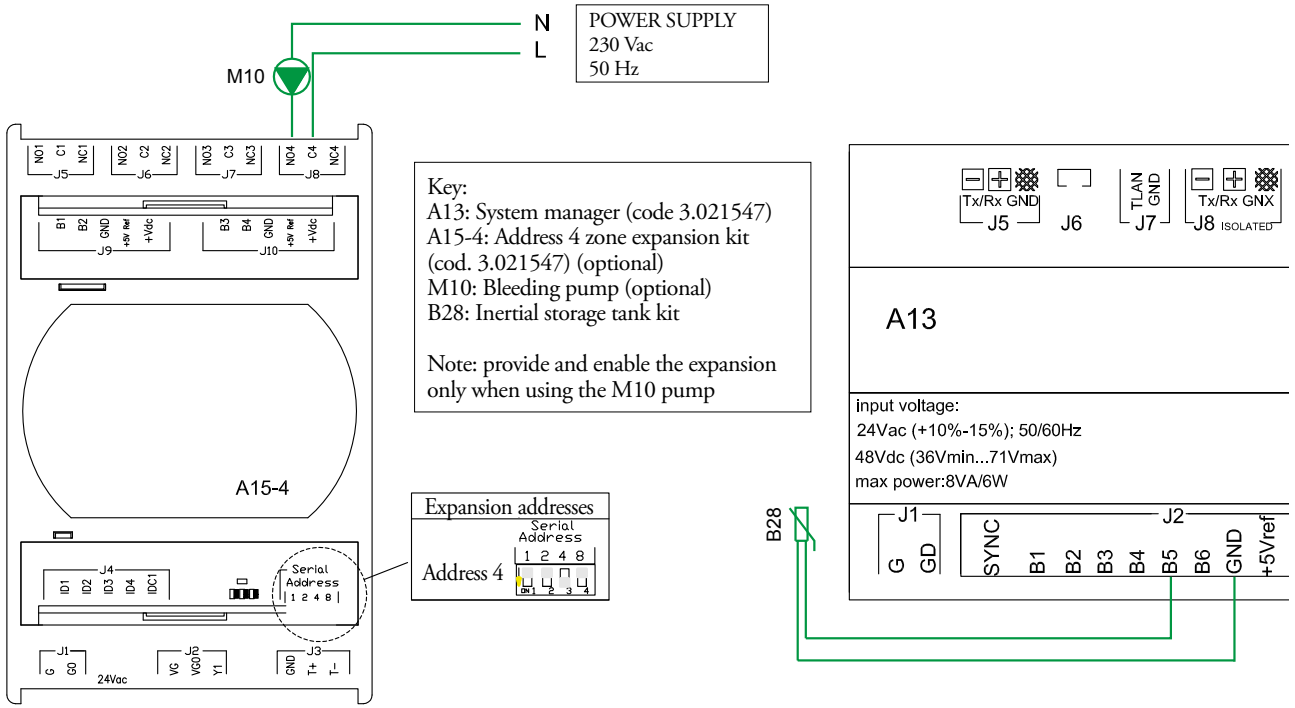 N
L
POWER SUPPLY
230 Vac
50 Hz
M10
NO1 C1 NC1
J5
NO2 C2 NC2
J6
NO3 C3 NC3
J7
NO4 C4 NC4
J8
B1 B2 GND +5V Ref +Vdc
J9
B3 B4 GND +5V Ref +Vdc
J10
A15-4
J4
ID1 ID2 ID3 ID4 IDC1
Serial
Address
1 2 4 8
J1
G G0
24Vac
J2
VG VG0 Y1
J3
GND T+ T-
Key:
A13: System manager (code 3.021547)
A15-4: Address 4 zone expansion kit
(cod. 3.021547) (optional)
M10: Bleeding pump (optional)
B28: Inertial storage tank kit
Note: provide and enable the expansion
only when using the M10 pump
Expansion addresses
Serial
Address
1 2 4 8
Address 4
ON 1 2 3 4
- +
Tx/Rx GND
J5
J6
TLAN
GND
J7
- +
Tx/Rx GNX
J8 ISOLATED
A13
input voltage:
24Vac (+10%-15%); 50/60Hz
48Vdc (36Vmin...71Vmax)
max power:8VA/6W
B28
J1
G GD
J2
SYNC B1 B2 B3 B4 B5 B6 GND +5Vref